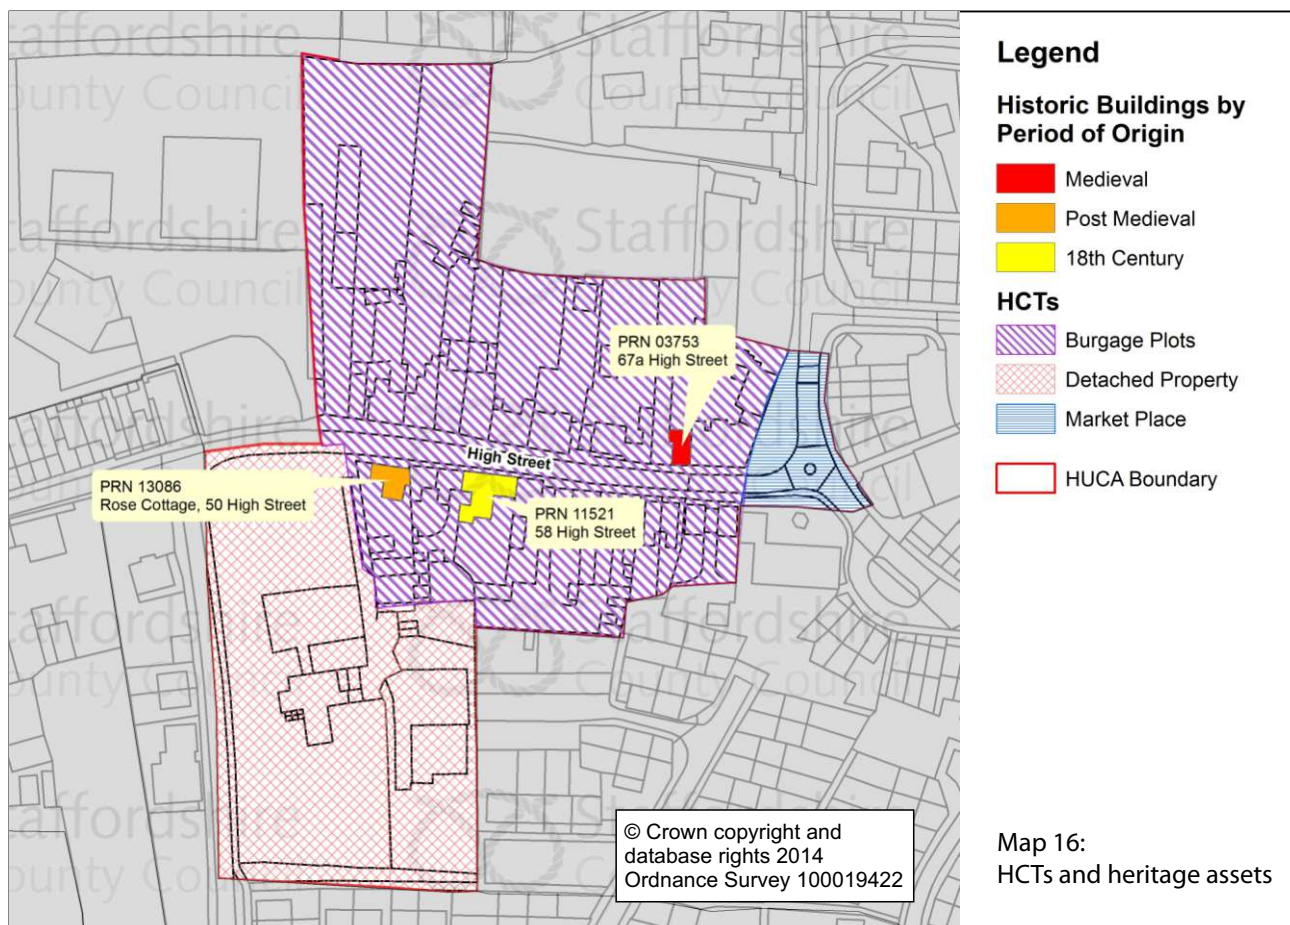 Staffordshire
County Council
PRN 03753
67a High Street
High Street
PRN 13086
Rose Cottage, 50 High Street
PRN 11521
58 High Street
© Crown copyright and
database rights 2014
Ordnance Survey 100019422
Legend
Historic Buildings by
Period of Origin
Medieval
Post Medieval
18th Century
HCTs
Burgage Plots
Detached Property
Market Place
HUCA Boundary
Map 16:
HCTs and heritage assets